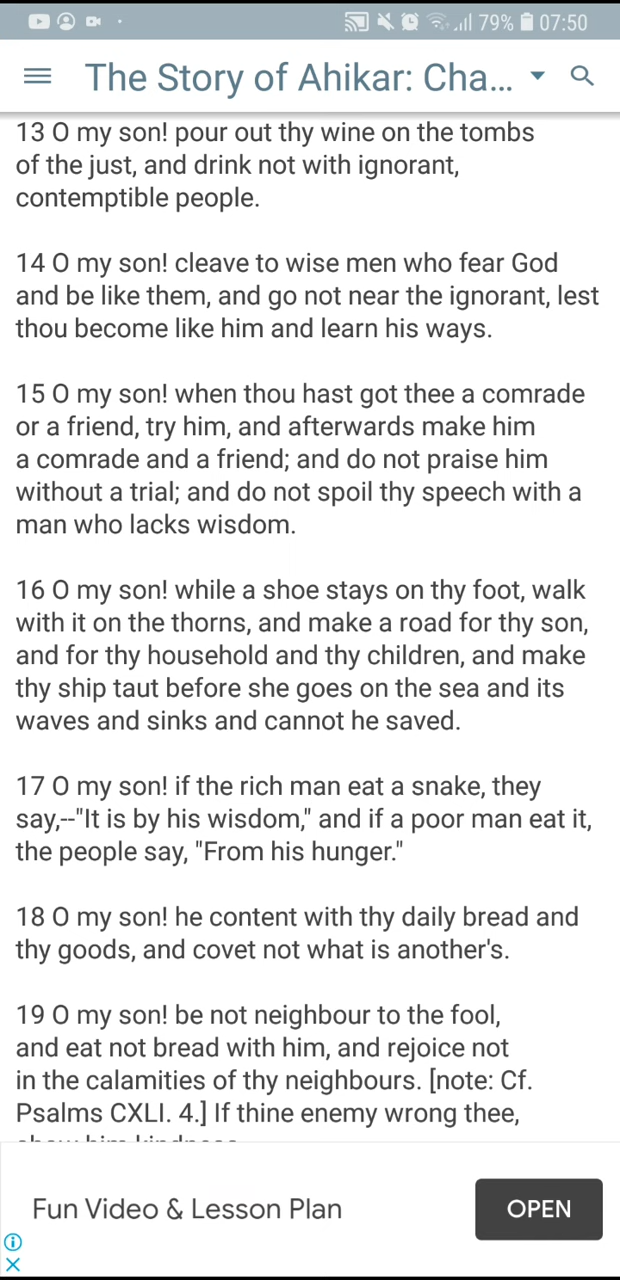 79% 07:50
The Story of Ahikar: Cha...
13 O my son! pour out thy wine on the tombs
of the just, and drink not with ignorant,
contemptible people.
14 O my son! cleave to wise men who fear God
and be like them, and go not near the ignorant, lest
thou become like him and learn his ways.
15 O my son! when thou hast got thee a comrade
or a friend, try him, and afterwards make him
a comrade and a friend; and do not praise him
without a trial; and do not spoil thy speech with a
man who lacks wisdom.
16 O my son! while a shoe stays on thy foot, walk
with it on the thorns, and make a road for thy son,
and for thy household and thy children, and make
thy ship taut before she goes on the sea and its
waves and sinks and cannot he saved.
17 O my son! if the rich man eat a snake, they
say,--"It is by his wisdom," and if a poor man eat it,
the people say, "From his hunger."
18 O my son! he content with thy daily bread and
thy goods, and covet not what is another's.
19 O my son! be not neighbour to the fool,
and eat not bread with him, and rejoice not
in the calamities of thy neighbours. [note: Cf.
Psalms CXLI. 4.] If thine enemy wrong thee,
Fun Video & Lesson Plan
OPEN